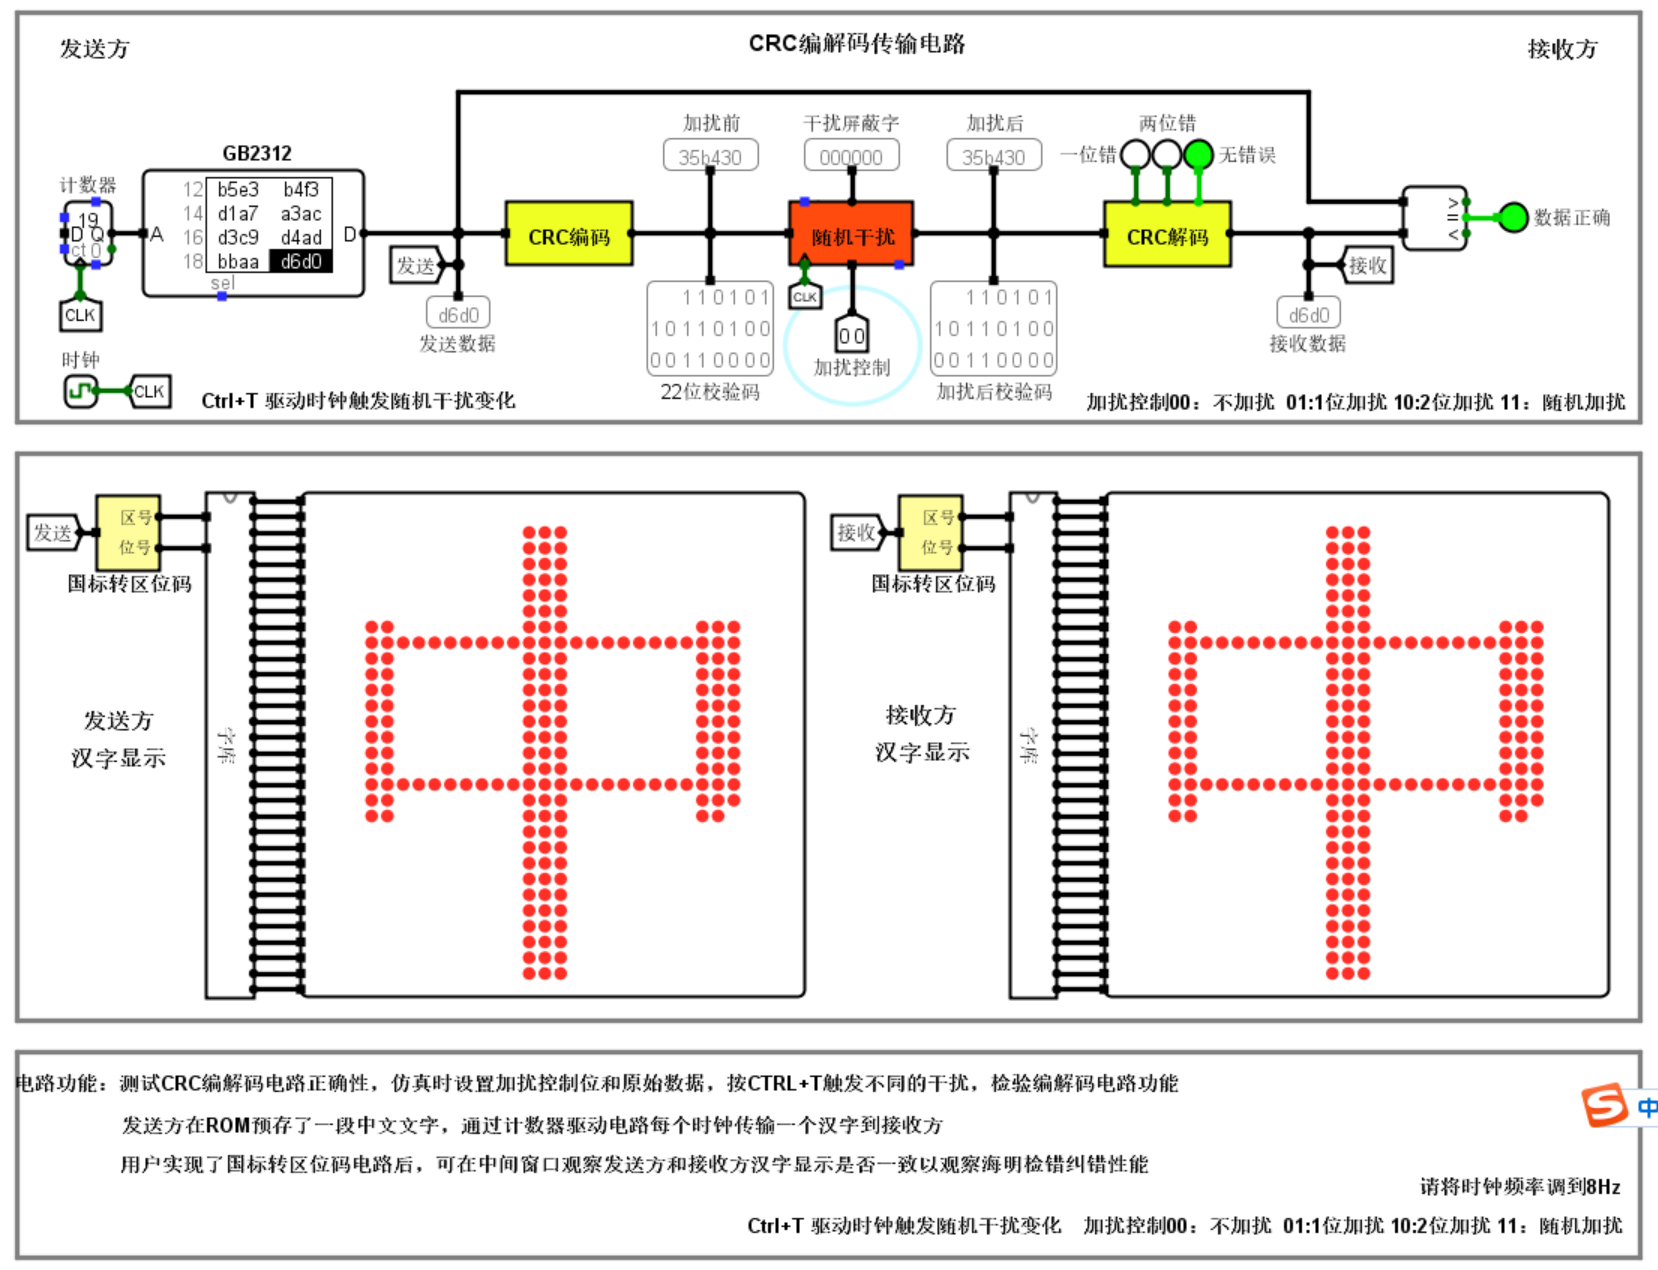 CRC编解码传输电路
发送方
接收方
GB2312
计数器
19
D Q
ct 0
CLK
时钟
CLK
A
12 b5e3 b4f3
14 d1a7 a3ac
16 d3c9 d4ad
18 bbaa d6d0
D
sel
发送
d6d0
发送数据
CRC编码
加扰前
35b430
110101
10110100
00110000
22位校验码
干扰屏蔽字
000000
随机干扰
CLK
00
加扰控制
加扰后
35b430
110101
10110100
00110000
加扰后校验码
两位错
一位错
无错误
CRC解码
接收
d6d0
接收数据
>
=
<
数据正确
Ctrl+T 驱动时钟触发随机干扰变化
加扰控制00：不加扰 01:1位加扰 10:2位加扰 11：随机加扰
发送
区号
位号
国标转区位码
字库
发送方
汉字显示
中
接收
区号
位号
国标转区位码
字库
接收方
汉字显示
中
电路功能：测试CRC编解码电路正确性，仿真时设置加扰控制位和原始数据，按CTRL+T触发不同的干扰，检验编解码电路功能
发送方在ROM预存了一段中文文字，通过计数器驱动电路每个时钟传输一个汉字到接收方
用户实现了国标转区位码电路后，可在中间窗口观察发送方和接收方汉字显示是否一致以观察海明检错纠错性能
请将时钟频率调到8Hz
Ctrl+T 驱动时钟触发随机干扰变化 加扰控制00：不加扰 01:1位加扰 10:2位加扰 11：随机加扰
S 中